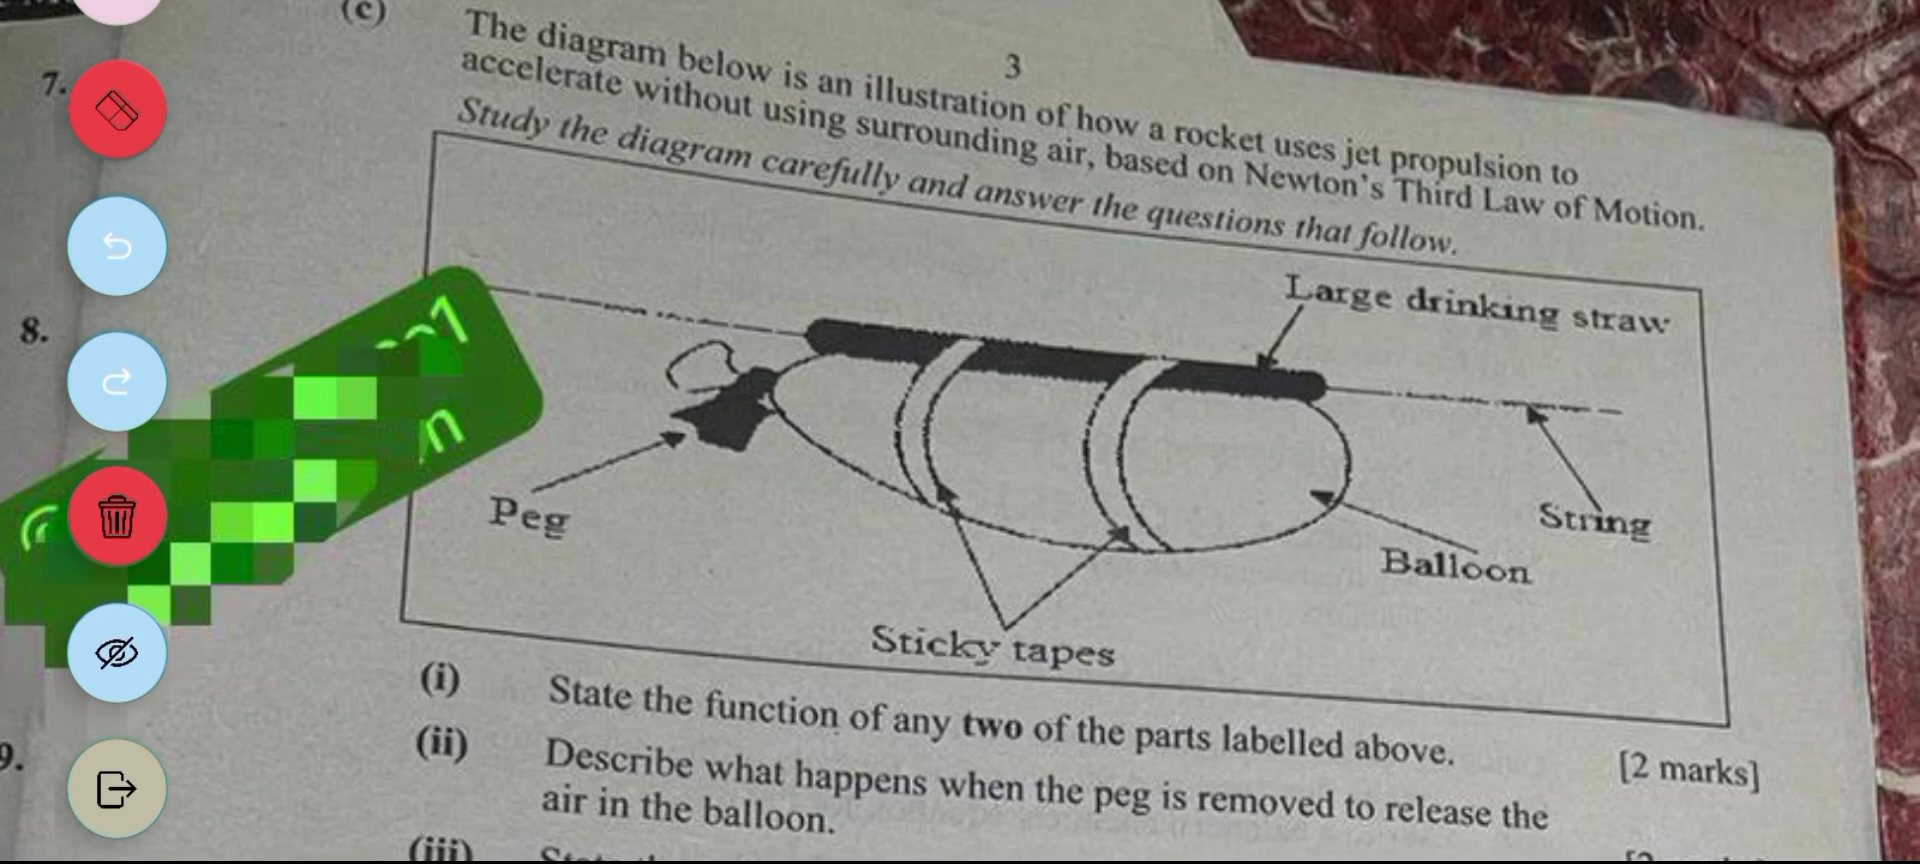 3
(c) The diagram below is an illustration of how a rocket uses jet propulsion to
accelerate without using surrounding air, based on Newton's Third Law of Motion.
Study the diagram carefully and answer the questions that follow.
7.
8.
9.
Large drinking straw
String
Peg
Balloon
Sticky tapes
(i) State the function of any two of the parts labelled above.
[2 marks]
(ii) Describe what happens when the peg is removed to release the
air in the balloon.
(iii)